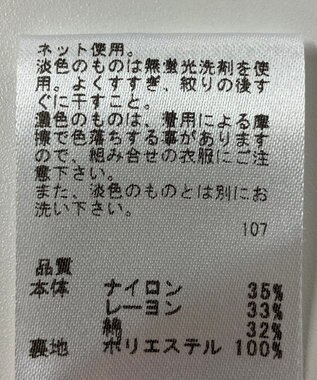 ネット使用。
淡色のものは無蛍光洗剤を使
用。よくすすぎ、絞りの後す
ぐに干すこと。
濃色のものは、着用による摩
擦で色落ちする事があります
ので、組み合せの衣服にご注
意下さい。
また、淡色のものとは別にお
洗い下さい。
107
品質
本体 ナイロン 35%
レーヨン 33%
綿 32%
裏地 ポリエステル 100%